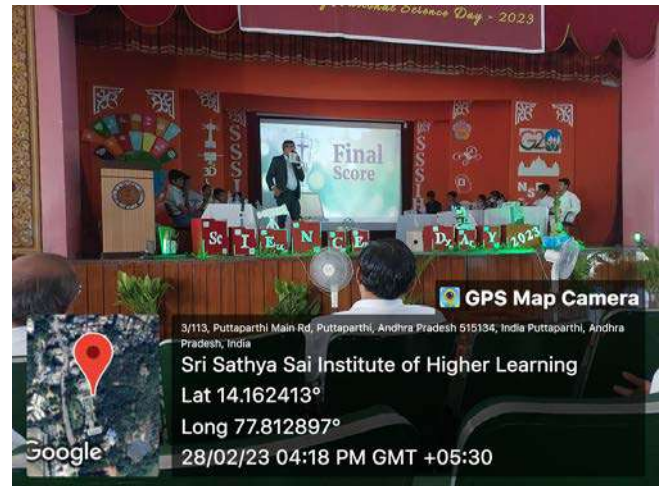 National Science Day - 2023
Final
Score
G20
SCIENCE DAY 2023
GPS Map Camera
3/113, Puttaparthi Main Rd, Puttaparthi, Andhra Pradesh 515134, India Puttaparthi, Andhra
Pradesh, India
Sri Sathya Sai Institute of Higher Learning
Lat 14.162413°
Long 77.812897°
28/02/23 04:18 PM GMT +05:30
Google